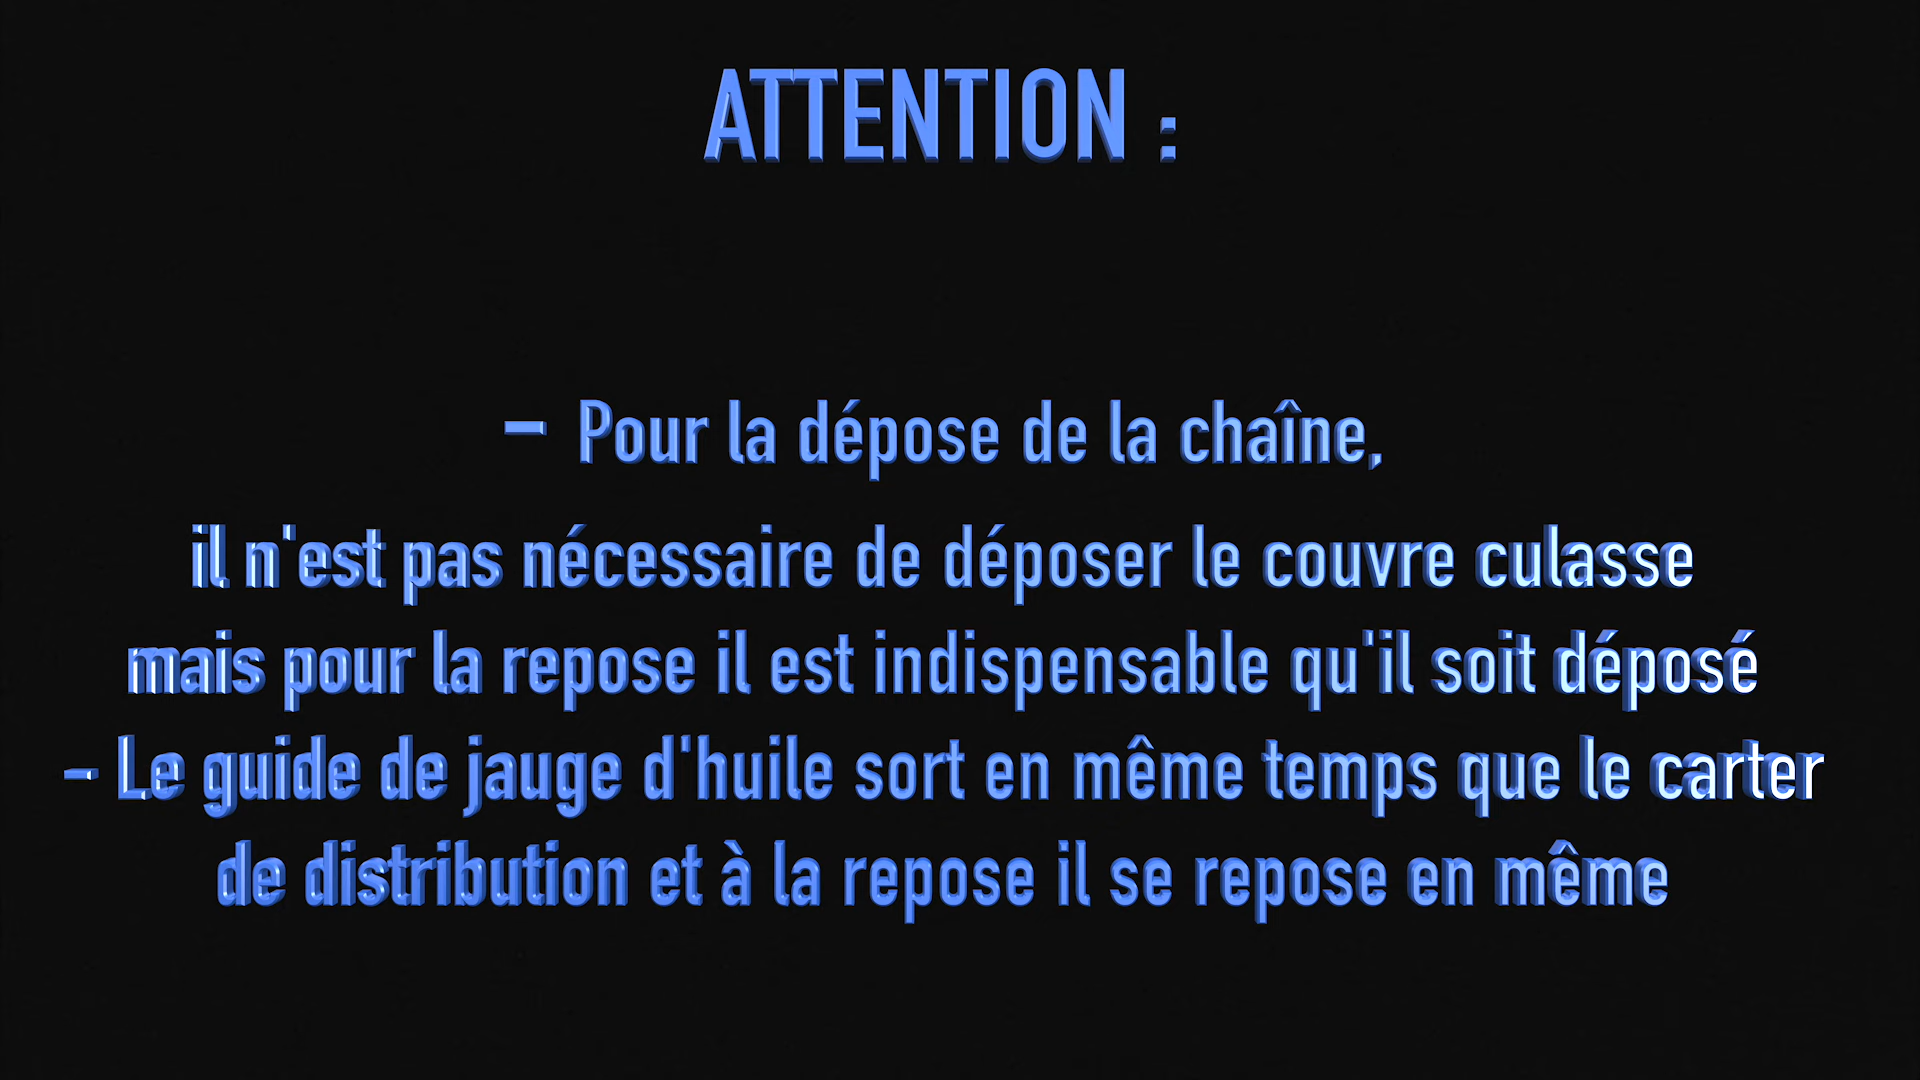 ATTENTION :
- Pour la dépose de la chaîne,
il n'est pas nécessaire de déposer le couvre culasse
mais pour la repose il est indispensable qu'il soit déposé
- Le guide de jauge d'huile sort en même temps que le carter
de distribution et à la repose il se repose en même